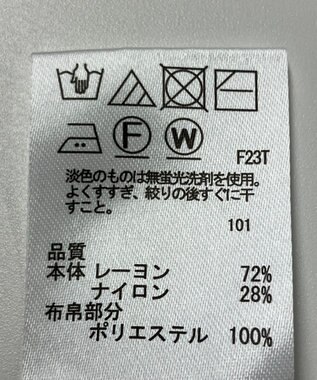 F W
F23T
淡色のものは無蛍光洗剤を使用。
よくすすぎ、絞りの後すぐに干
すこと。
101
品質
本体 レーヨン 72%
ナイロン 28%
布帛部分
ポリエステル 100%